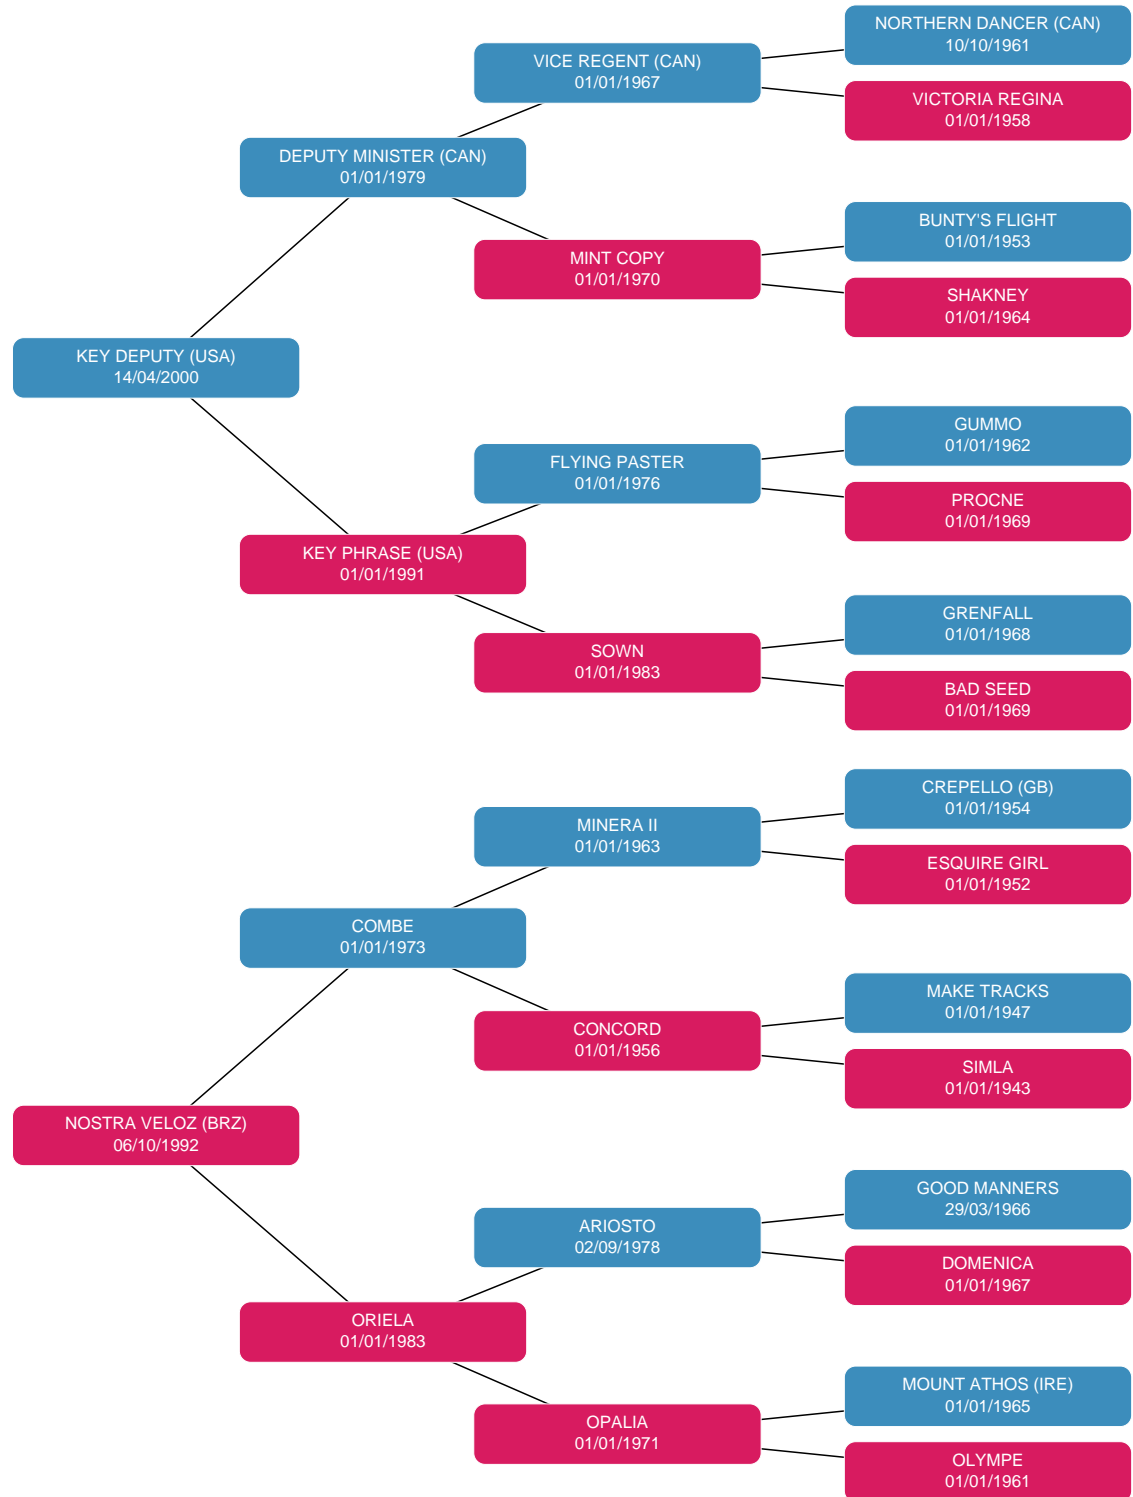 NORTHERN DANCER (CAN)
10/10/1961
VICE REGENT (CAN)
01/01/1967
VICTORIA REGINA
01/01/1958
DEPUTY MINISTER (CAN)
01/01/1979
BUNTY'S FLIGHT
01/01/1953
MINT COPY
01/01/1970
SHAKNEY
01/01/1964
KEY DEPUTY (USA)
14/04/2000
GUMMO
01/01/1962
FLYING PASTER
01/01/1976
PROCNE
01/01/1969
KEY PHRASE (USA)
01/01/1991
GRENFALL
01/01/1968
SOWN
01/01/1983
BAD SEED
01/01/1969
CREPELLO (GB)
01/01/1954
MINERA II
01/01/1963
ESQUIRE GIRL
01/01/1952
COMBE
01/01/1973
MAKE TRACKS
01/01/1947
CONCORD
01/01/1956
SIMLA
01/01/1943
NOSTRA VELOZ (BRZ)
06/10/1992
GOOD MANNERS
29/03/1966
ARIOSTO
02/09/1978
DOMENICA
01/01/1967
ORIELA
01/01/1983
MOUNT ATHOS (IRE)
01/01/1965
OPALIA
01/01/1971
OLYMPE
01/01/1961